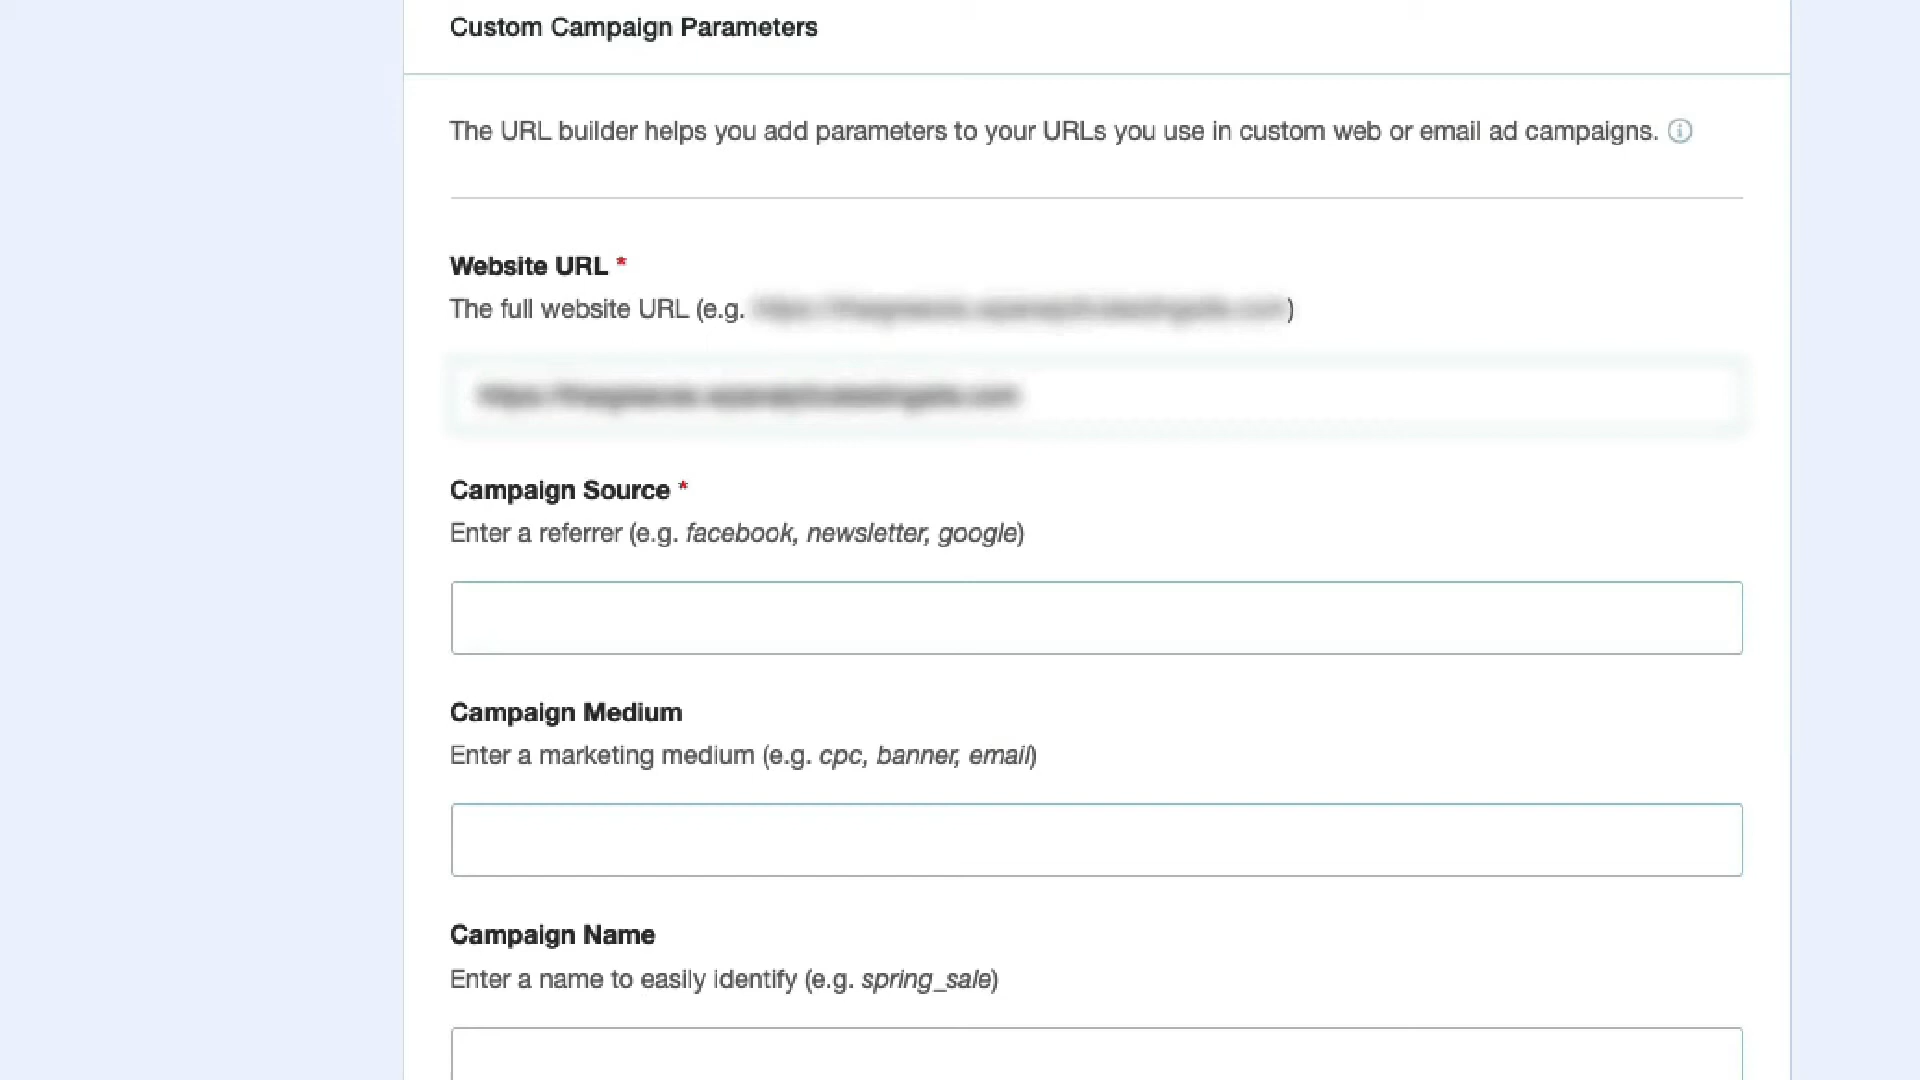 Custom Campaign Parameters
The URL builder helps you add parameters to your URLs you use in custom web or email ad campaigns.
Website URL *
The full website URL (e.g. )
Campaign Source *
Enter a referrer (e.g. facebook, newsletter, google)
Campaign Medium
Enter a marketing medium (e.g. cpc, banner, email)
Campaign Name
Enter a name to easily identify (e.g. spring_sale)